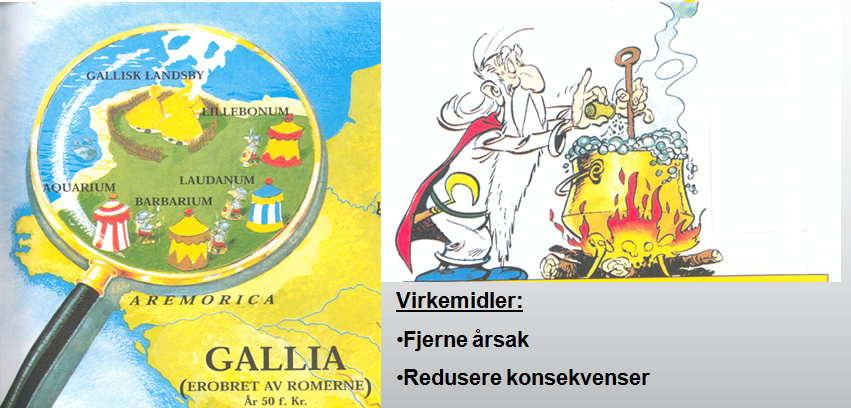 GALLISK LANDSBY
LILLEBONUM
AQUARIUM
LAUDANUM
BARBARIUM
AREMORICA
GALLIA
(EROBRET AV ROMERNE)
År 50 f. Kr.
Virkemidler:
•Fjerne årsak
•Redusere konsekvenser